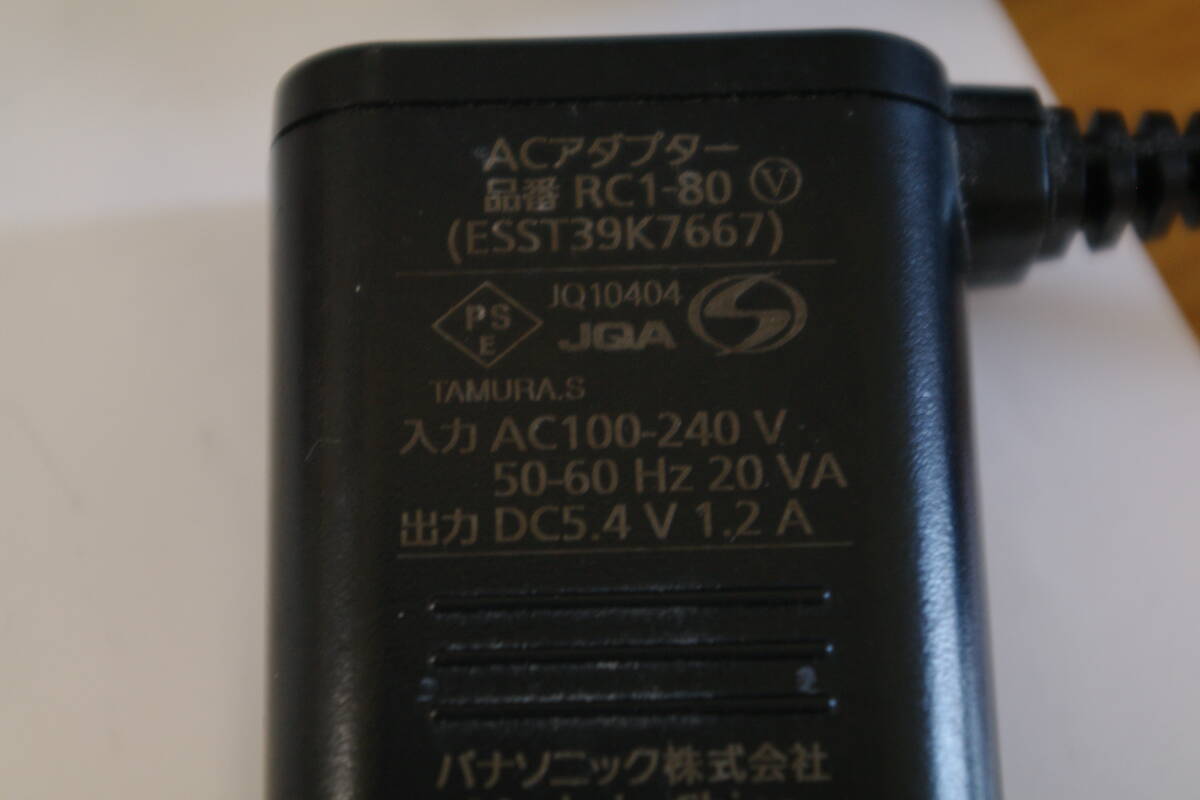 ACアダプター
品番 RC1-80 Ⓥ
(ESST39K7667)
PSE
JQ10404
JQA
TAMURA.S
入力 AC100-240 V
50-60 Hz 20 VA
出力 DC5.4 V 1.2 A
2
パナソニック株式会社